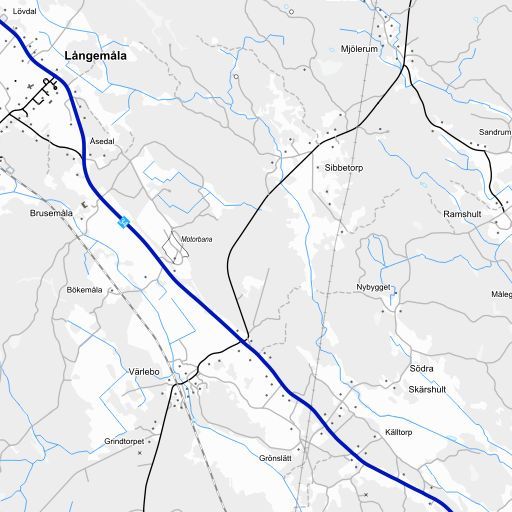 Lövdal
Långemåla
Mjölerum
Sandrum
Åsedal
Sibbetorp
Brusemåla
Ramshult
Motorbana
Bökemåla
Nybygget
Måleg
Värlebo
Södra
Skärshult
Grindtorpet
Källtorp
Grönslätt